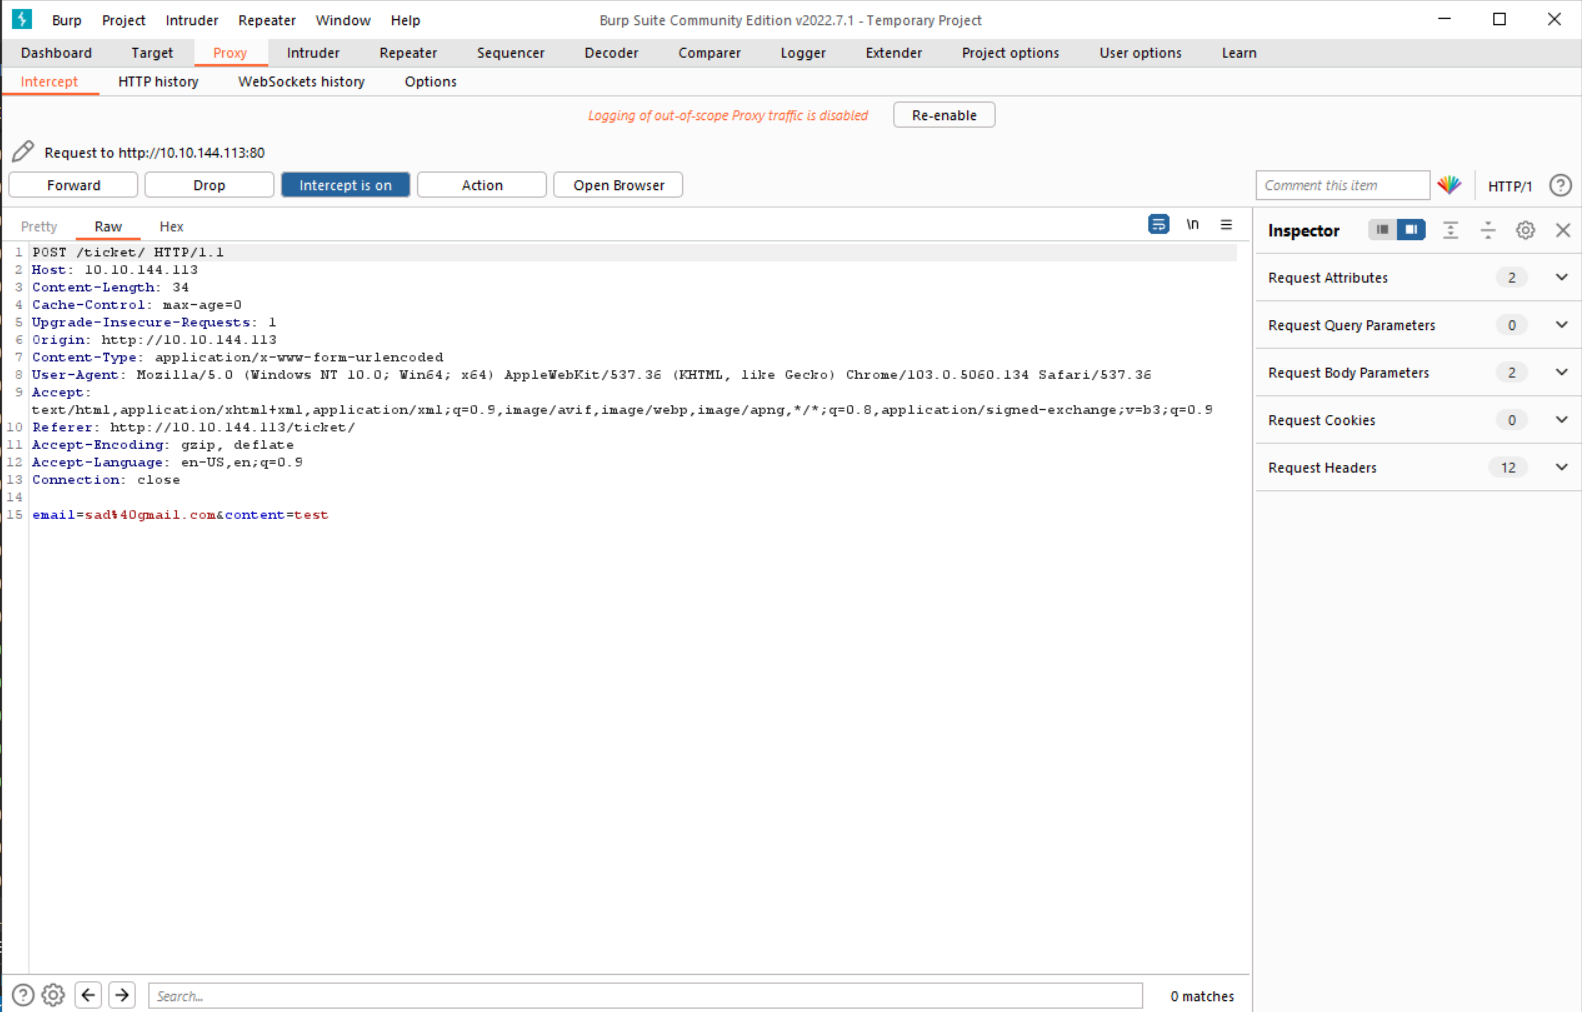 Burp Project Intruder Repeater Window Help Burp Suite Community Edition v2022.7.1 - Temporary Project
Dashboard Target Proxy Intruder Repeater Sequencer Decoder Comparer Logger Extender Project options User options Learn
Intercept HTTP history WebSockets history Options
Logging of out-of-scope Proxy traffic is disabled Re-enable
Request to http://10.10.144.113:80
Forward Drop Intercept is on Action Open Browser Comment this item HTTP/1 ?
Pretty Raw Hex \n
1 POST /ticket/ HTTP/1.1
2 Host: 10.10.144.113
3 Content-Length: 34
4 Cache-Control: max-age=0
5 Upgrade-Insecure-Requests: 1
6 Origin: http://10.10.144.113
7 Content-Type: application/x-www-form-urlencoded
8 User-Agent: Mozilla/5.0 (Windows NT 10.0; Win64; x64) AppleWebKit/537.36 (KHTML, like Gecko) Chrome/103.0.5060.134 Safari/537.36
9 Accept:
text/html,application/xhtml+xml,application/xml;q=0.9,image/avif,image/webp,image/apng,*/*;q=0.8,application/signed-exchange;v=b3;q=0.9
10 Referer: http://10.10.144.113/ticket/
11 Accept-Encoding: gzip, deflate
12 Accept-Language: en-US,en;q=0.9
13 Connection: close
14
15 email=sad%40gmail.com&content=test
Inspector
Request Attributes 2
Request Query Parameters 0
Request Body Parameters 2
Request Cookies 0
Request Headers 12
? Search... 0 matches